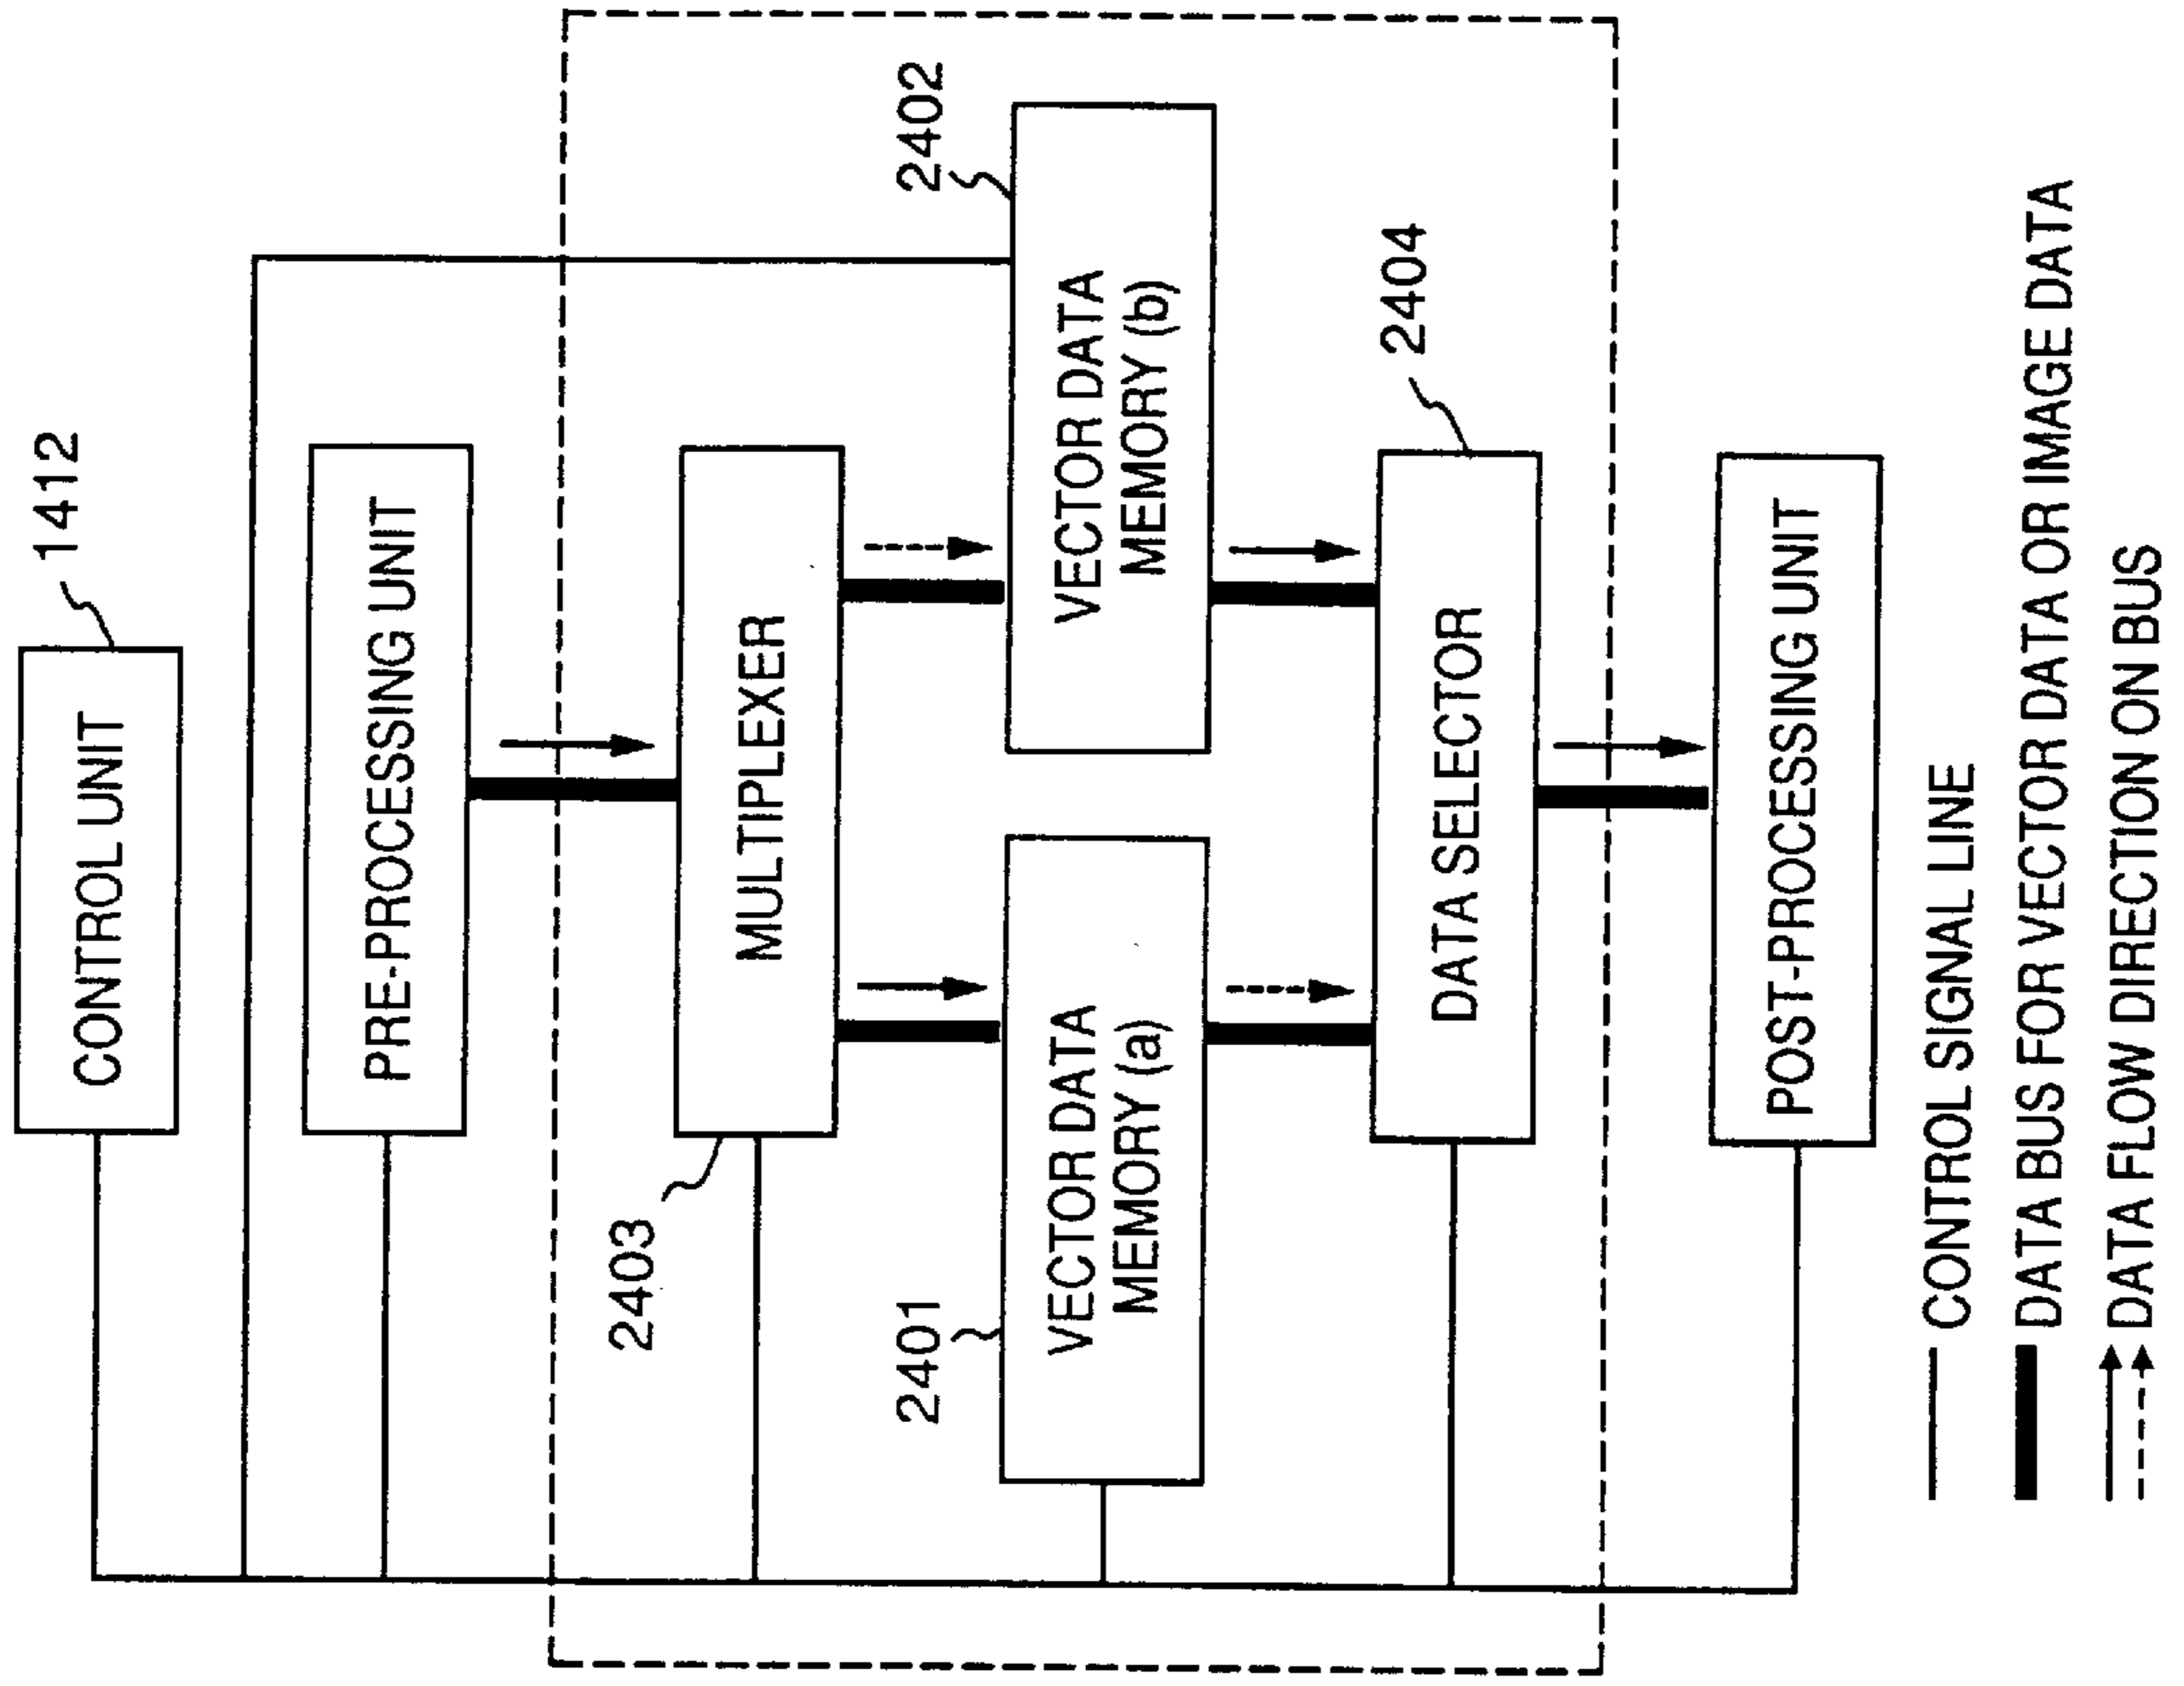 CONTROL UNIT
1412
PRE-PROCESSING UNIT
MULTIPLEXER
2403
2401
VECTOR DATA
MEMORY (a)
2402
VECTOR DATA
MEMORY (b)
DATA SELECTOR
2404
POST-PROCESSING UNIT
CONTROL SIGNAL LINE
DATA BUS FOR VECTOR DATA OR IMAGE DATA
DATA FLOW DIRECTION ON BUS